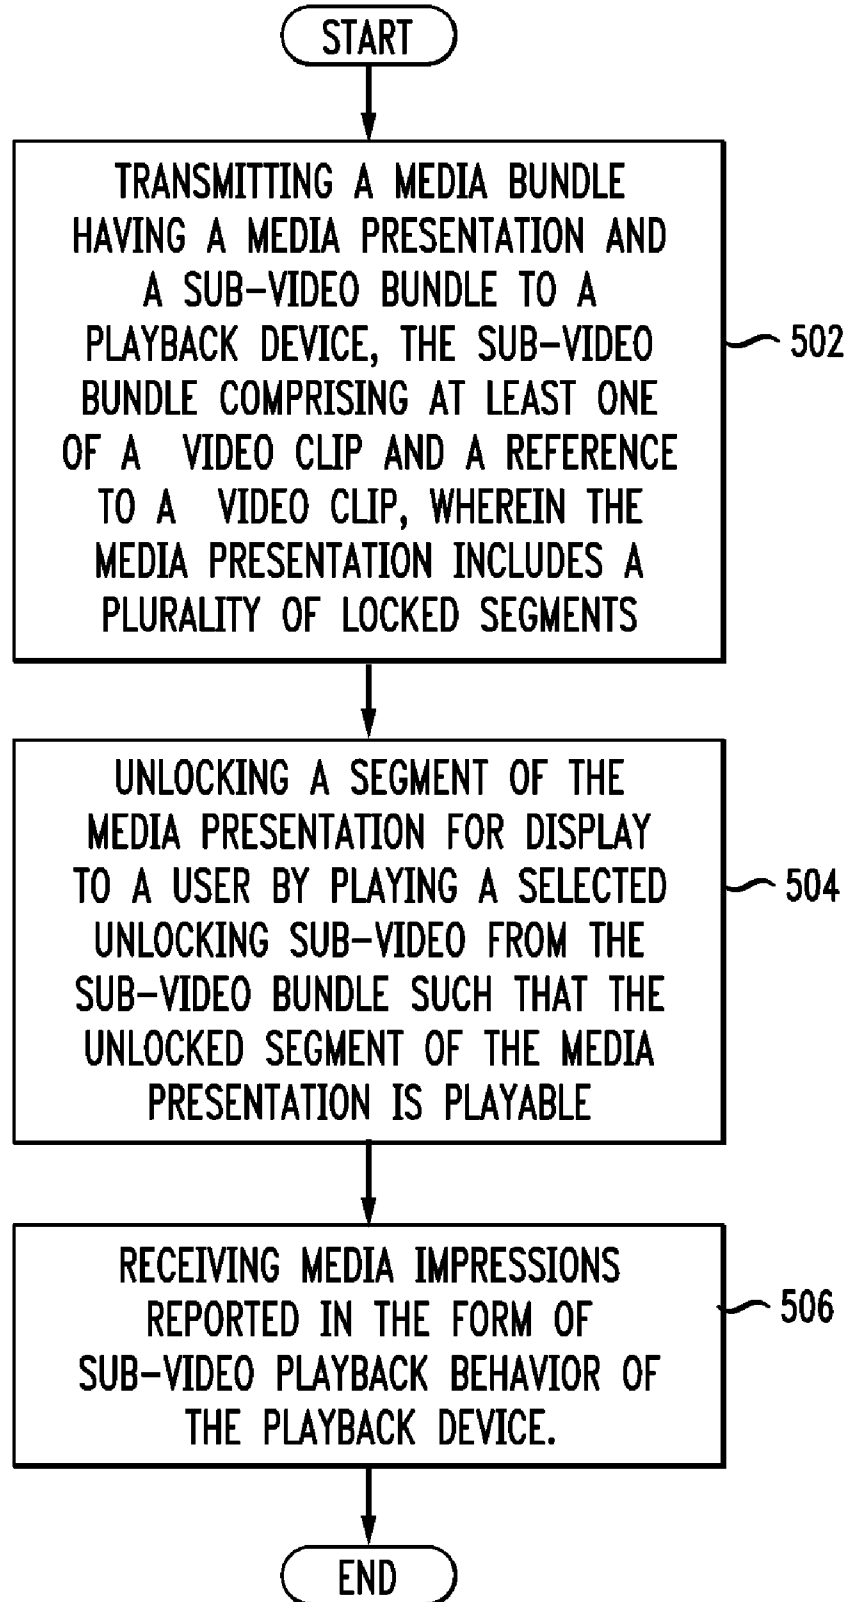 START
TRANSMITTING A MEDIA BUNDLE
HAVING A MEDIA PRESENTATION AND
A SUB-VIDEO BUNDLE TO A
PLAYBACK DEVICE, THE SUB-VIDEO
BUNDLE COMPRISING AT LEAST ONE
OF A VIDEO CLIP AND A REFERENCE
TO A VIDEO CLIP, WHEREIN THE
MEDIA PRESENTATION INCLUDES A
PLURALITY OF LOCKED SEGMENTS
502
UNLOCKING A SEGMENT OF THE
MEDIA PRESENTATION FOR DISPLAY
TO A USER BY PLAYING A SELECTED
UNLOCKING SUB-VIDEO FROM THE
SUB-VIDEO BUNDLE SUCH THAT THE
UNLOCKED SEGMENT OF THE MEDIA
PRESENTATION IS PLAYABLE
504
RECEIVING MEDIA IMPRESSIONS
REPORTED IN THE FORM OF
SUB-VIDEO PLAYBACK BEHAVIOR OF
THE PLAYBACK DEVICE.
506
END